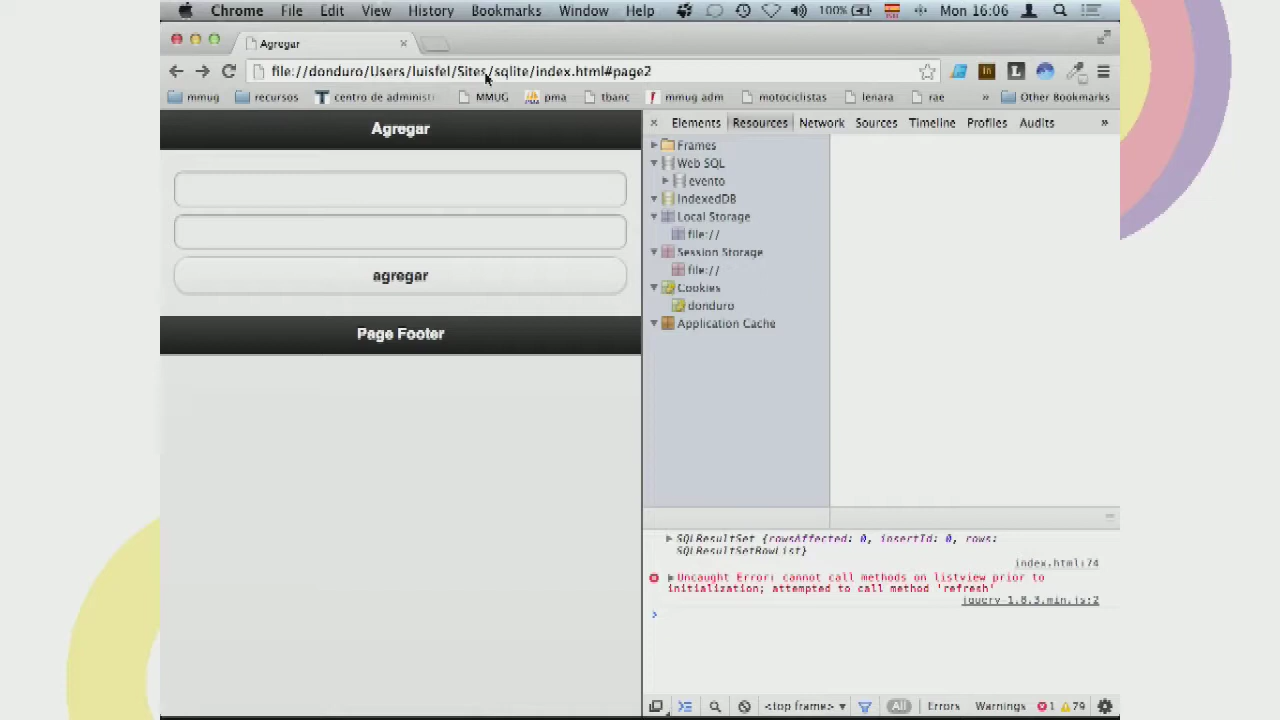 Chrome File Edit View History Bookmarks Window Help 100% Mon 16:06
Agregar
file://donduro/Users/luisfel/Sites/sqlite/index.html#page2
mmug recursos centro de administ MMUG pma tbanc mmug adm motociclistas lenara rae » Other Bookmarks
Agregar
agregar
Page Footer
× Elements Resources Network Sources Timeline Profiles Audits »
Frames
Web SQL
evento
IndexedDB
Local Storage
file://
Session Storage
file://
Cookies
donduro
Application Cache
SQLResultSet {rowsAffected: 0, insertId: 0, rows:
SQLResultSetRowList}
index.html:74
Uncaught Error: cannot call methods on listview prior to
initialization; attempted to call method 'refresh'
jquery-1.8.3.min.js:2
>
<top frame> All Errors Warnings 1 79